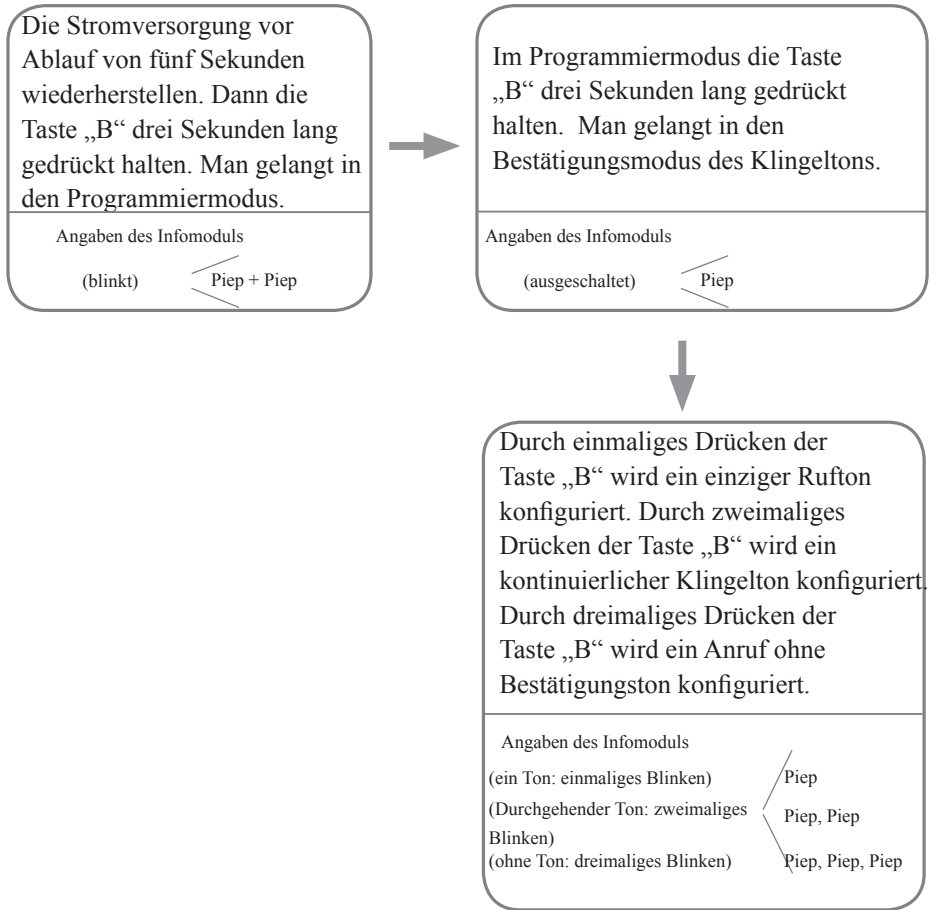 Die Stromversorgung vor
Ablauf von fünf Sekunden
wiederherstellen. Dann die
Taste „B“ drei Sekunden lang
gedrückt halten. Man gelangt in
den Programmiermodus.
Angaben des Infomoduls
(blinkt) Piep + Piep
Im Programmiermodus die Taste
„B“ drei Sekunden lang gedrückt
halten. Man gelangt in den
Bestätigungsmodus des Klingeltons.
Angaben des Infomoduls
(ausgeschaltet) Piep
Durch einmaliges Drücken der
Taste „B“ wird ein einziger Rufton
konfiguriert. Durch zweimaliges
Drücken der Taste „B“ wird ein
kontinuierlicher Klingelton konfiguriert.
Durch dreimaliges Drücken der
Taste „B“ wird ein Anruf ohne
Bestätigungston konfiguriert.
Angaben des Infomoduls
(ein Ton: einmaliges Blinken) Piep
(Durchgehender Ton: zweimaliges Piep, Piep
Blinken)
(ohne Ton: dreimaliges Blinken) Piep, Piep, Piep